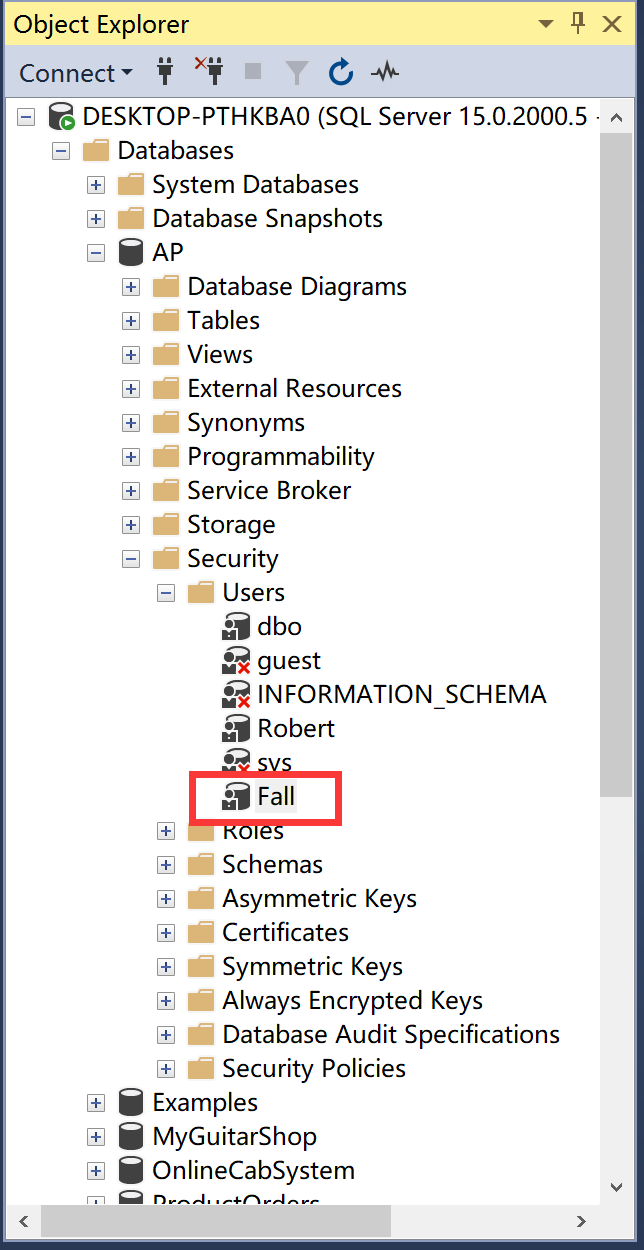 Object Explorer
Connect
DESKTOP-PTHKBA0 (SQL Server 15.0.2000.5 -
Databases
System Databases
Database Snapshots
AP
Database Diagrams
Tables
Views
External Resources
Synonyms
Programmability
Service Broker
Storage
Security
Users
dbo
guest
INFORMATION_SCHEMA
Robert
sys
Fall
Roles
Schemas
Asymmetric Keys
Certificates
Symmetric Keys
Always Encrypted Keys
Database Audit Specifications
Security Policies
Examples
MyGuitarShop
OnlineCabSystem
ProductOrders